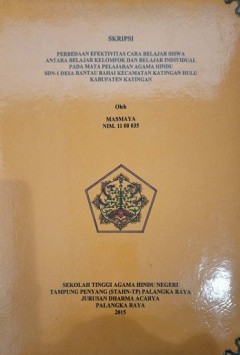 SKRIPSI
PERBEDAAN EFEKTIVITAS CARA BELAJAR SISWA
ANTARA BELAJAR KELOMPOK DAN BELAJAR INDIVIDUAL
PADA MATA PELAJARAN AGAMA HINDU
SDN-1 DESA RANTAU BAHAI KECAMATAN KATINGAN HULU
KABUPATEN KATINGAN
Oleh
MASMAYA
NIM. 11 00 035
SEKOLAH TINGGI AGAMA HINDU NEGERI
TAMPUNG PENYANG (STAHN-TP) PALANGKA RAYA
JURUSAN DHARMA ACARYA
PALANGKA RAYA
2015